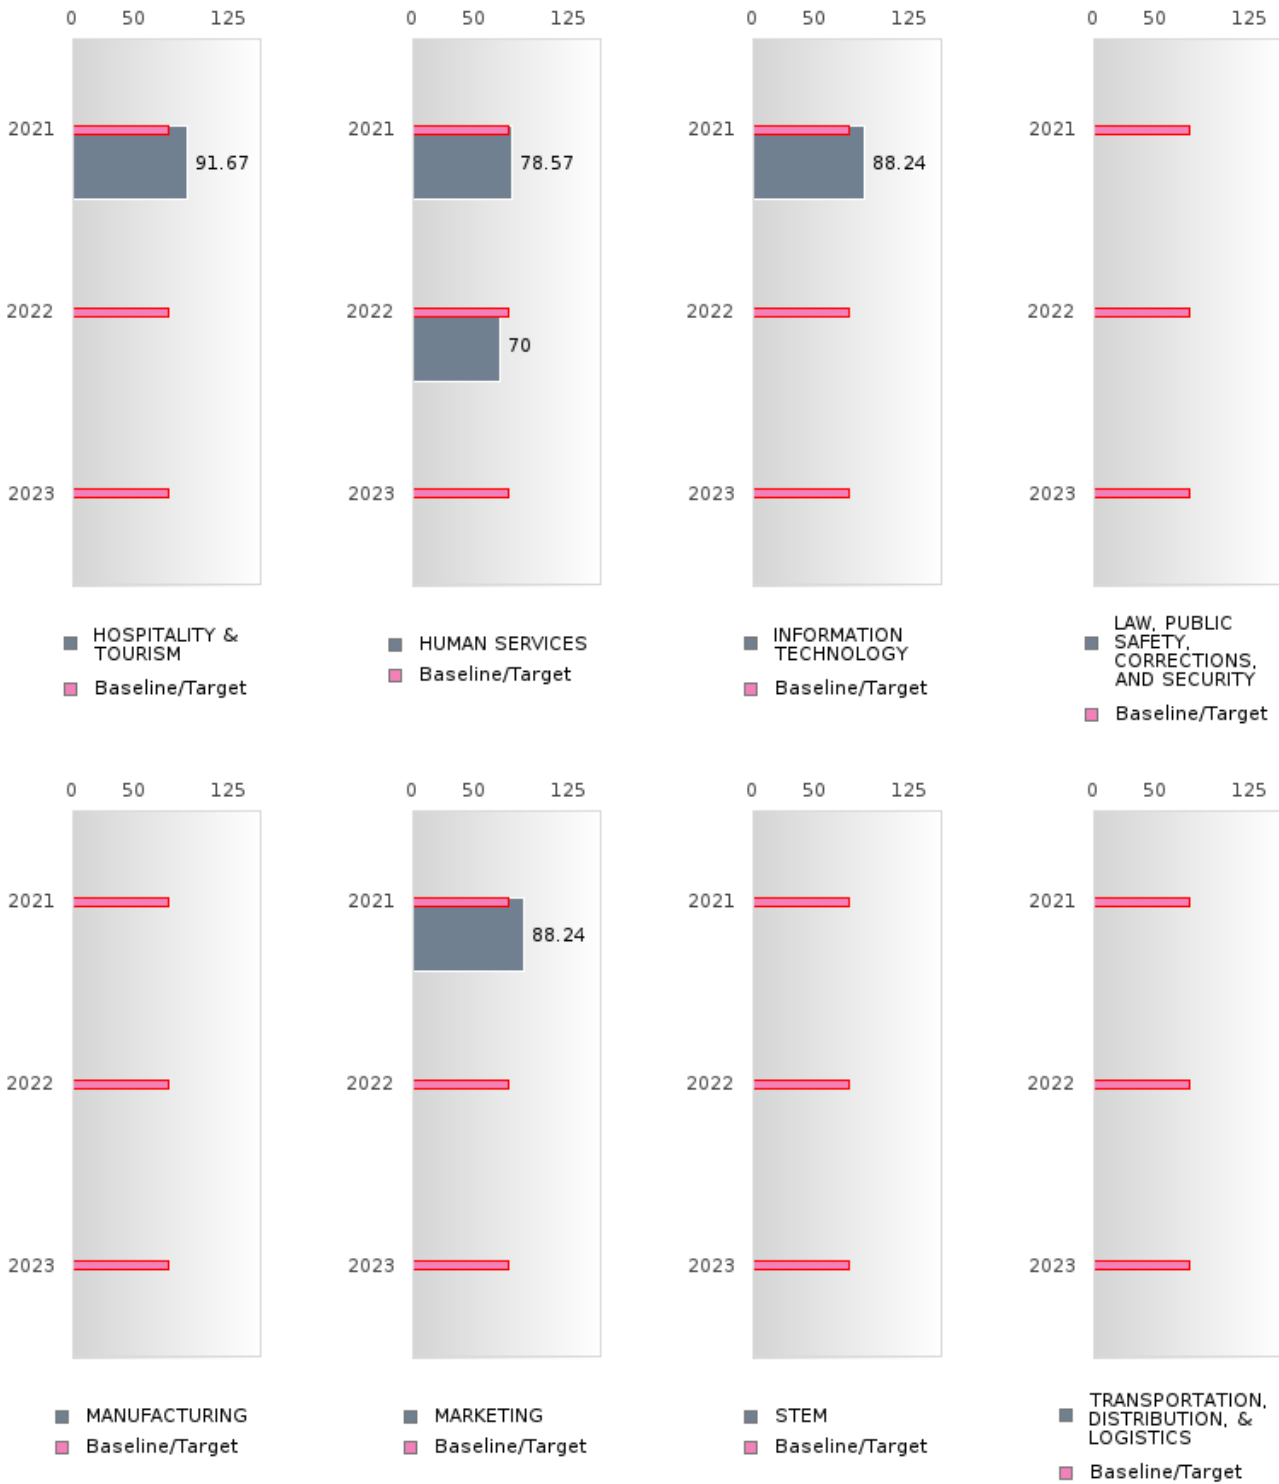 0 50 125
0 50 125
0 50 125
0 50 125
2021
91.67
2021
78.57
2021
88.24
2021
2022
2022
70
2022
2022
2023
2023
2023
2023
HOSPITALITY &
TOURISM
Baseline/Target
HUMAN SERVICES
Baseline/Target
INFORMATION
TECHNOLOGY
Baseline/Target
LAW, PUBLIC
SAFETY,
CORRECTIONS,
AND SECURITY
Baseline/Target
0 50 125
0 50 125
0 50 125
0 50 125
2021
2021
88.24
2021
2021
2022
2022
2022
2022
2023
2023
2023
2023
MANUFACTURING
Baseline/Target
MARKETING
Baseline/Target
STEM
Baseline/Target
TRANSPORTATION,
DISTRIBUTION, &
LOGISTICS
Baseline/Target